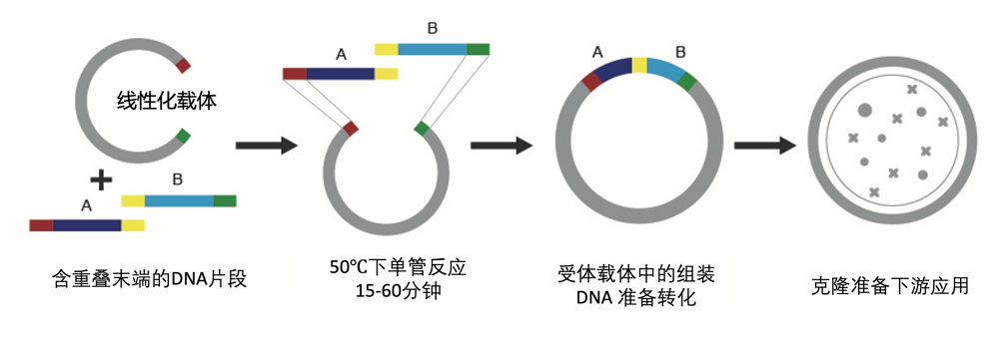 线性化载体
B
A
含重叠末端的DNA片段
B
A
50℃下单管反应
15-60分钟
A
B
受体载体中的组装
DNA 准备转化
克隆准备下游应用